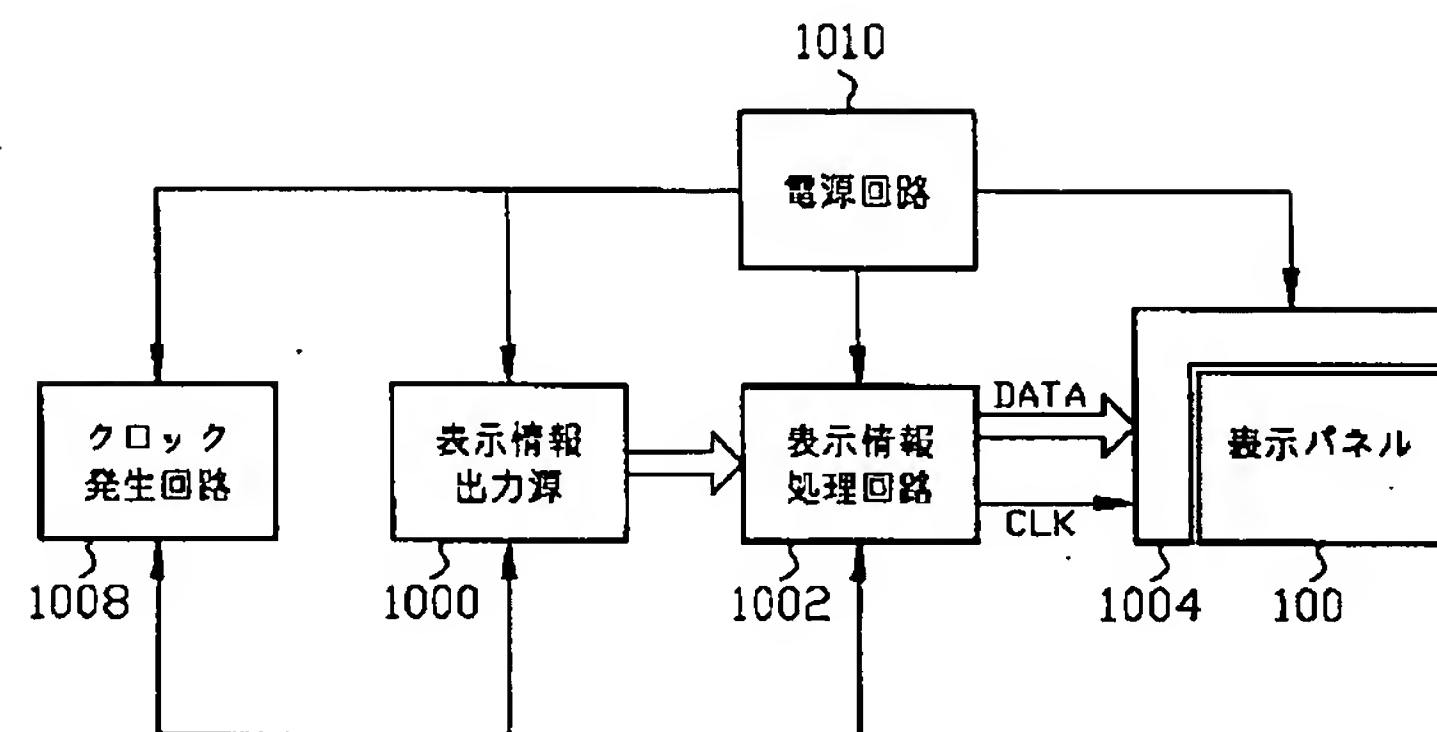 1010
電源回路
クロック
発生回路
表示情報
出力源
表示情報
処理回路
DATA
CLK
表示パネル
1008
1000
1002
1004
100